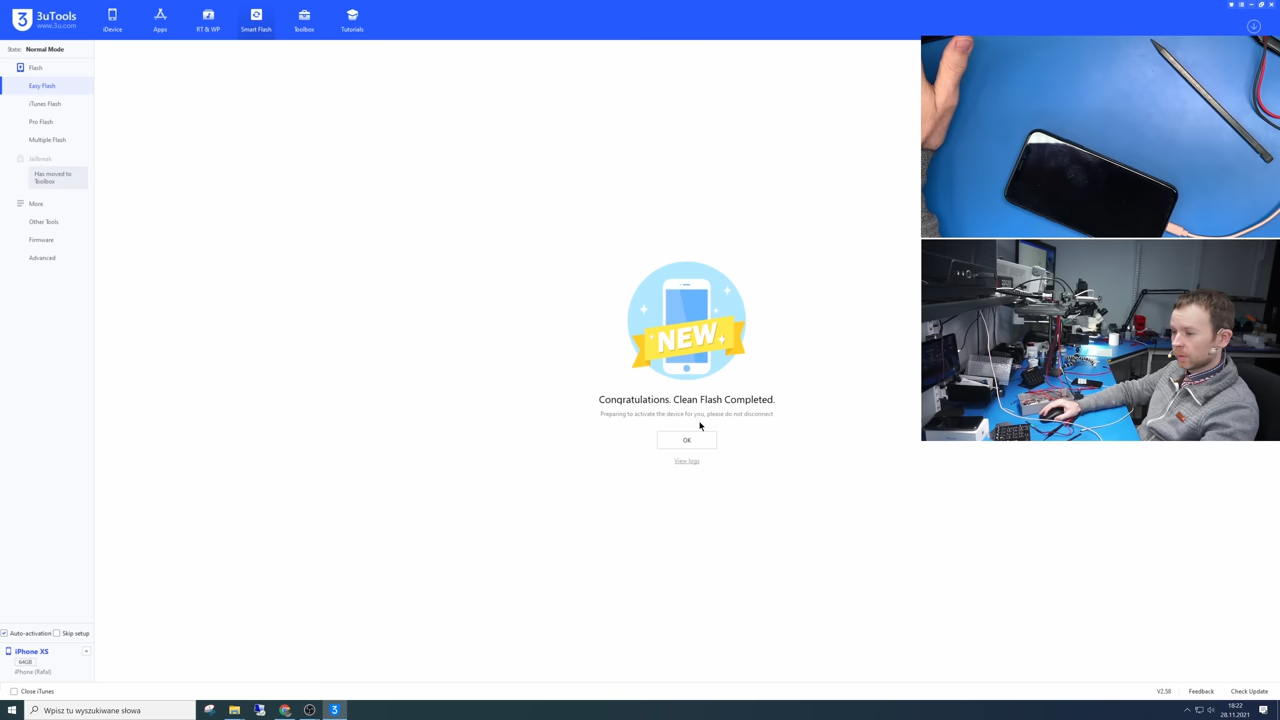 3uTools
www.3u.com
iDevice
Apps
RT & WP
Smart Flash
Toolbox
Tutorials
State: Normal Mode
Flash
Easy Flash
iTunes Flash
Pro Flash
Multiple Flash
Jailbreak
Has moved to
Toolbox
More
Other Tools
Firmware
Advanced
NEW
Congratulations. Clean Flash Completed.
Preparing to activate the device for you, please do not disconnect
OK
View logs
Auto-activation
Skip setup
iPhone XS
64GB
iPhone (Rafał)
Close iTunes
V2.58
Feedback
Check Update
Wpisz tu wyszukiwane słowa
18:22
28.11.2021